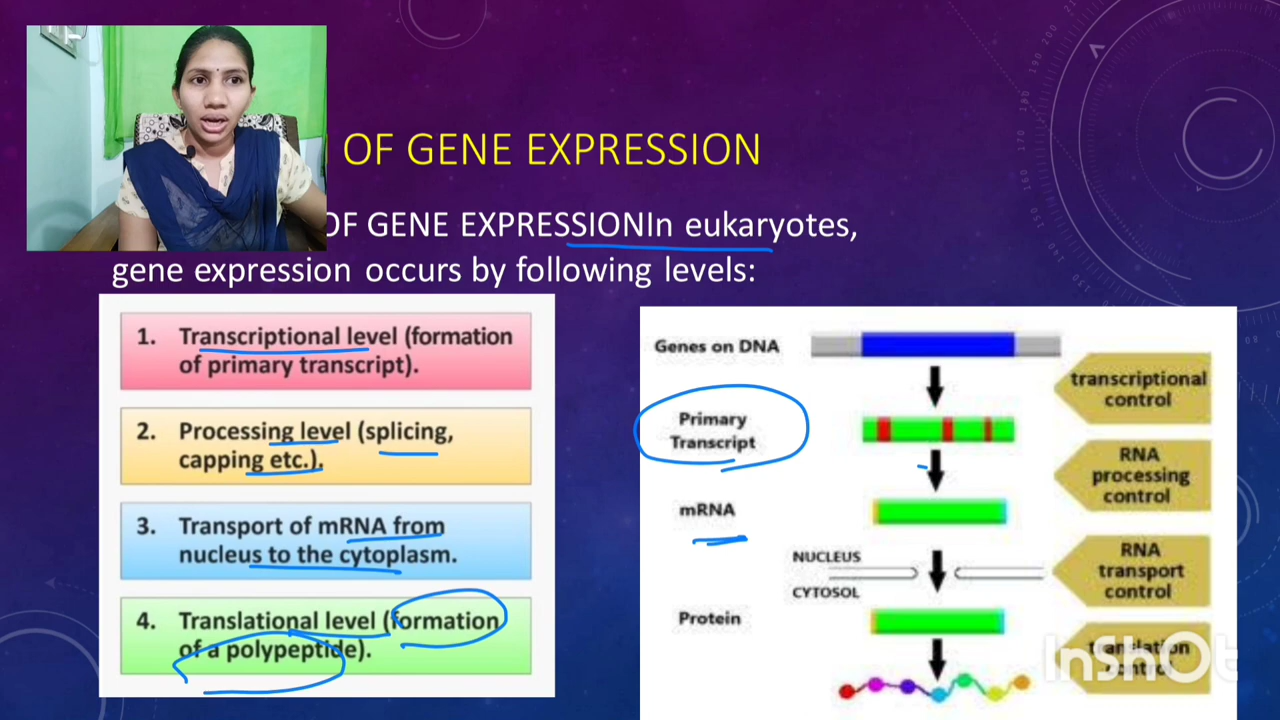 OF GENE EXPRESSION
OF GENE EXPRESSIONIn eukaryotes,
gene expression occurs by following levels:
1. Transcriptional level (formation
of primary transcript).
2. Processing level (splicing,
capping etc.).
3. Transport of mRNA from
nucleus to the cytoplasm.
4. Translational level (formation
of a polypeptide).
Genes on DNA
transcriptional
control
Primary
Transcript
RNA
processing
control
mRNA
NUCLEUS
CYTOSOL
RNA
transport
control
Protein
translation
control
InShOt